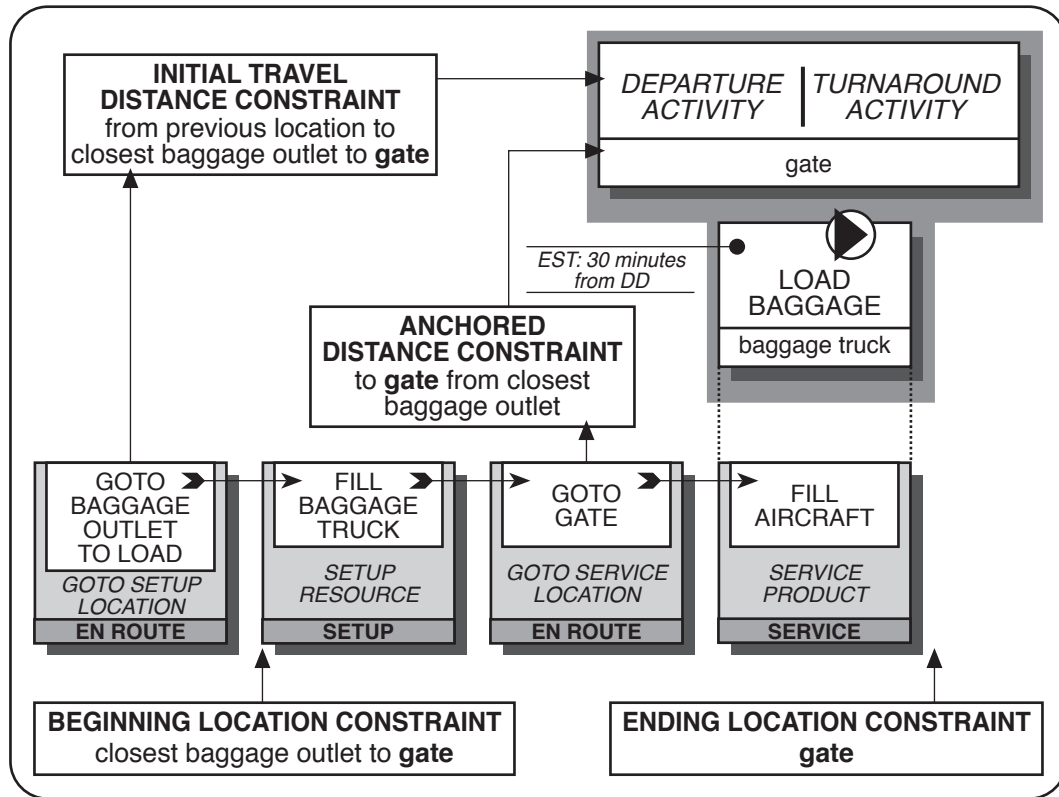 INITIAL TRAVEL
DISTANCE CONSTRAINT
from previous location to
closest baggage outlet to gate
DEPARTURE
ACTIVITY
TURNAROUND
ACTIVITY
gate
EST: 30 minutes
from DD
LOAD
BAGGAGE
baggage truck
ANCHORED
DISTANCE CONSTRAINT
to gate from closest
baggage outlet
GOTO
BAGGAGE
OUTLET
TO LOAD
GOTO SETUP
LOCATION
EN ROUTE
FILL
BAGGAGE
TRUCK
SETUP
RESOURCE
SETUP
GOTO
GATE
GOTO SERVICE
LOCATION
EN ROUTE
FILL
AIRCRAFT
SERVICE
PRODUCT
SERVICE
BEGINNING LOCATION CONSTRAINT
closest baggage outlet to gate
ENDING LOCATION CONSTRAINT
gate